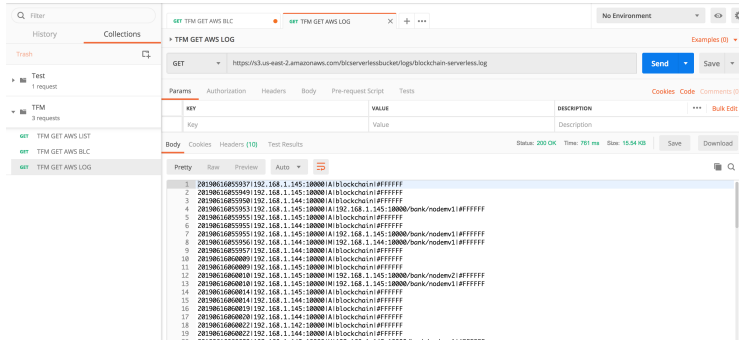 Filter
History Collections
Trash
Test
1 request
TFM
3 requests
GET TFM GET AWS LIST
GET TFM GET AWS BLC
GET TFM GET AWS LOG
GET TFM GET AWS BLC GET TFM GET AWS LOG
No Environment
TFM GET AWS LOG Examples (0)
GET https://s3.us-east-2.amazonaws.com/blcserverlessbucket/logs/blockchain-serverless.log Send Save
Params Authorization Headers Body Pre-request Script Tests Cookies Code Comments (0
KEY VALUE DESCRIPTION Bulk Edit
Key Value Description
Body Cookies Headers (10) Test Results Status: 200 OK Time: 761 ms Size: 15.54 KB Save Download
Pretty Raw Preview Auto
1 20190616055937|192.168.1.145:10000|A|blockchain|#FFFFFF
2 20190616055949|192.168.1.145:10000|A|blockchain|#FFFFFF
3 20190616055950|192.168.1.144:10000|A|blockchain|#FFFFFF
4 20190616055953|192.168.1.145:10000|A|192.168.1.145:10000/bank/nodemv1|#FFFFFF
5 20190616055953|192.168.1.145:10000|A|blockchain|#FFFFFF
6 20190616055955|192.168.1.144:10000|M|blockchain|#FFFFFF
7 20190616055955|192.168.1.145:10000|A|192.168.1.145:10000/bank/nodemv1|#FFFFFF
8 20190616055956|192.168.1.144:10000|M|192.168.1.144:10000/bank/nodemv1|#FFFFFF
9 20190616055957|192.168.1.144:10000|A|blockchain|#FFFFFF
10 20190616060009|192.168.1.144:10000|A|blockchain|#FFFFFF
11 20190616060009|192.168.1.145:10000|M|blockchain|#FFFFFF
12 20190616060010|192.168.1.145:10000|M|192.168.1.145:10000/bank/nodemv2|#FFFFFF
13 20190616060010|192.168.1.145:10000|M|192.168.1.145:10000/bank/nodemv1|#FFFFFF
14 20190616060014|192.168.1.145:10000|A|blockchain|#FFFFFF
15 20190616060014|192.168.1.144:10000|A|blockchain|#FFFFFF
16 20190616060019|192.168.1.145:10000|A|blockchain|#FFFFFF
17 20190616060020|192.168.1.144:10000|A|blockchain|#FFFFFF
18 20190616060022|192.168.1.142:10000|M|blockchain|#FFFFFF
19 20190616060022|192.168.1.144:10000|A|blockchain|#FFFFFF